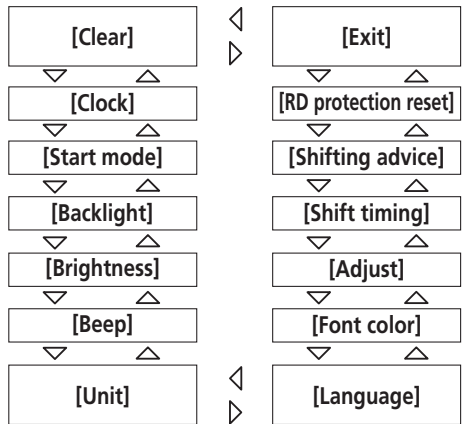 [Clear]
[Clock]
[Start mode]
[Backlight]
[Brightness]
[Beep]
[Unit]
[Exit]
[RD protection reset]
[Shifting advice]
[Shift timing]
[Adjust]
[Font color]
[Language]